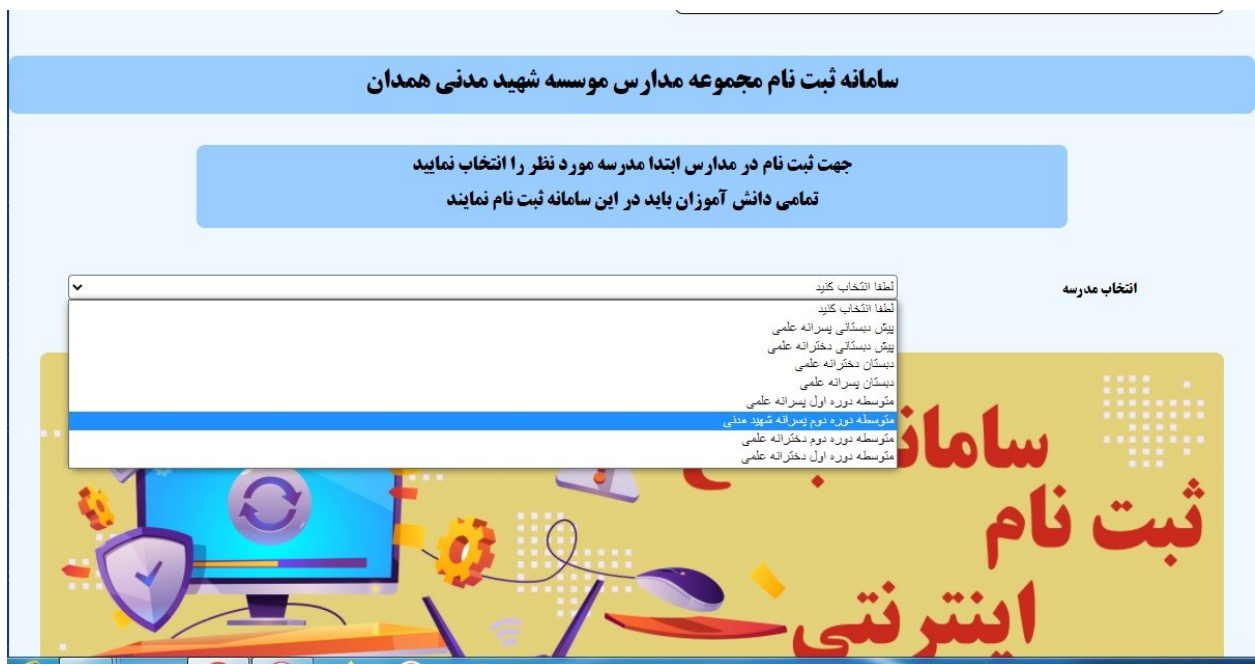 سامانه ثبت نام مجموعه مدارس موسسه شهید مدنی همدان
جهت ثبت نام در مدارس ابتدا مدرسه مورد نظر را انتخاب نمایید
تمامی دانش آموزان باید در این سامانه ثبت نام نمایند
انتخاب مدرسه
لطفا انتخاب کنید
لطفا انتخاب کنید
پیش دبستانی پسرانه علمی
پیش دبستانی دخترانه علمی
دبستان دخترانه علمی
دبستان پسرانه علمی
متوسطه دوره اول پسرانه علمی
متوسطه دوره دوم پسرانه شهید مدنی
متوسطه دوره دوم دخترانه علمی
متوسطه دوره اول دخترانه علمی
ثبت نام
اینترنتی